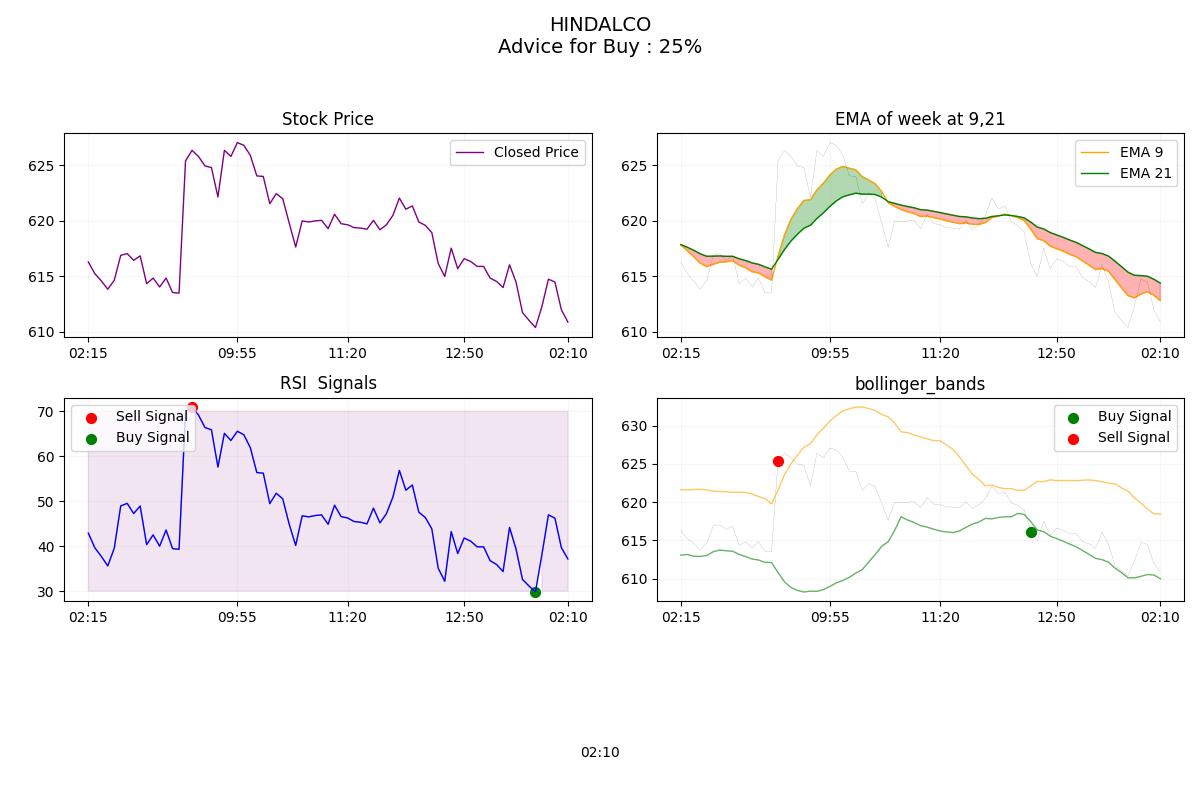 HINDALCO
Advice for Buy : 25%
Stock Price
Closed Price
625
620
615
610
02:15 09:55 11:20 12:50 02:10
EMA of week at 9,21
EMA 9
EMA 21
625
620
615
610
02:15 09:55 11:20 12:50 02:10
RSI  Signals
Sell Signal
Buy Signal
70
60
50
40
30
02:15 09:55 11:20 12:50 02:10
bollinger_bands
Buy Signal
Sell Signal
630
625
620
615
610
02:15 09:55 11:20 12:50 02:10
02:10